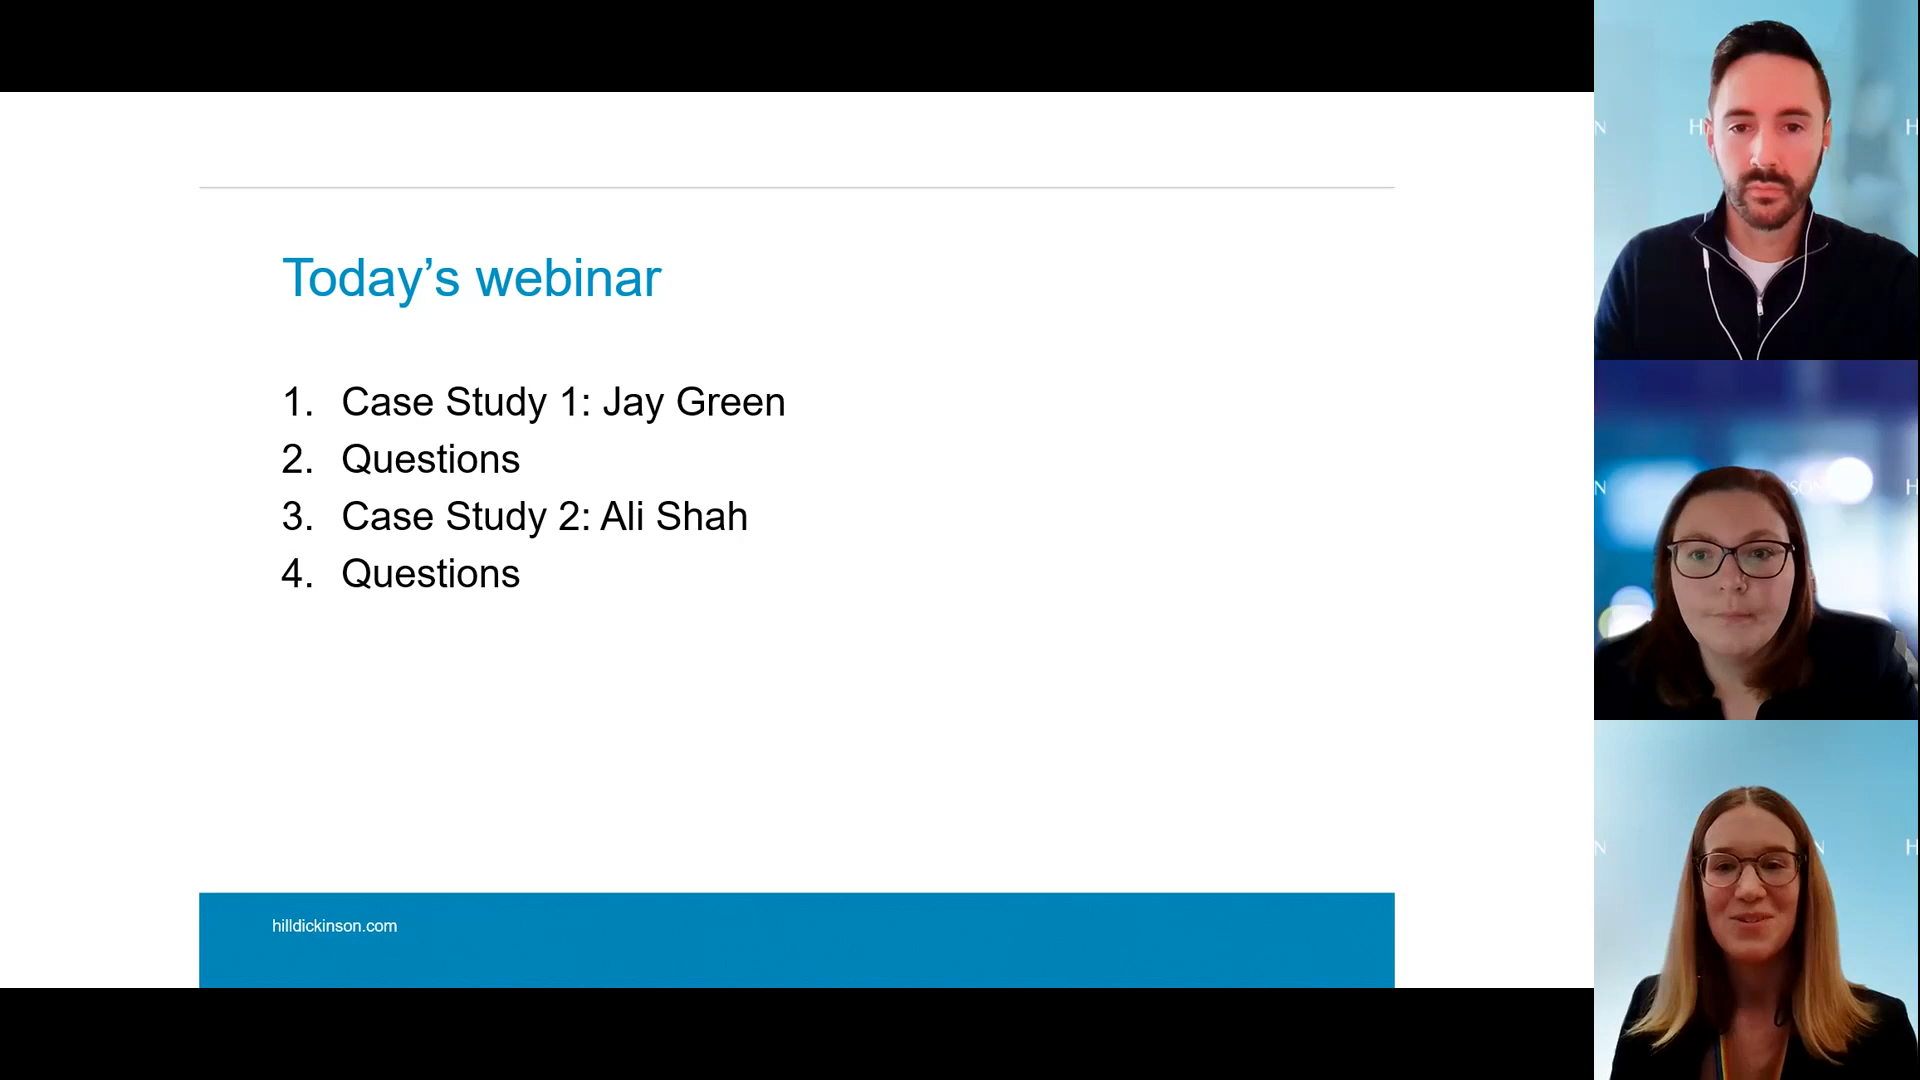 Today's webinar
1. Case Study 1: Jay Green
2. Questions
3. Case Study 2: Ali Shah
4. Questions
hilldickinson.com